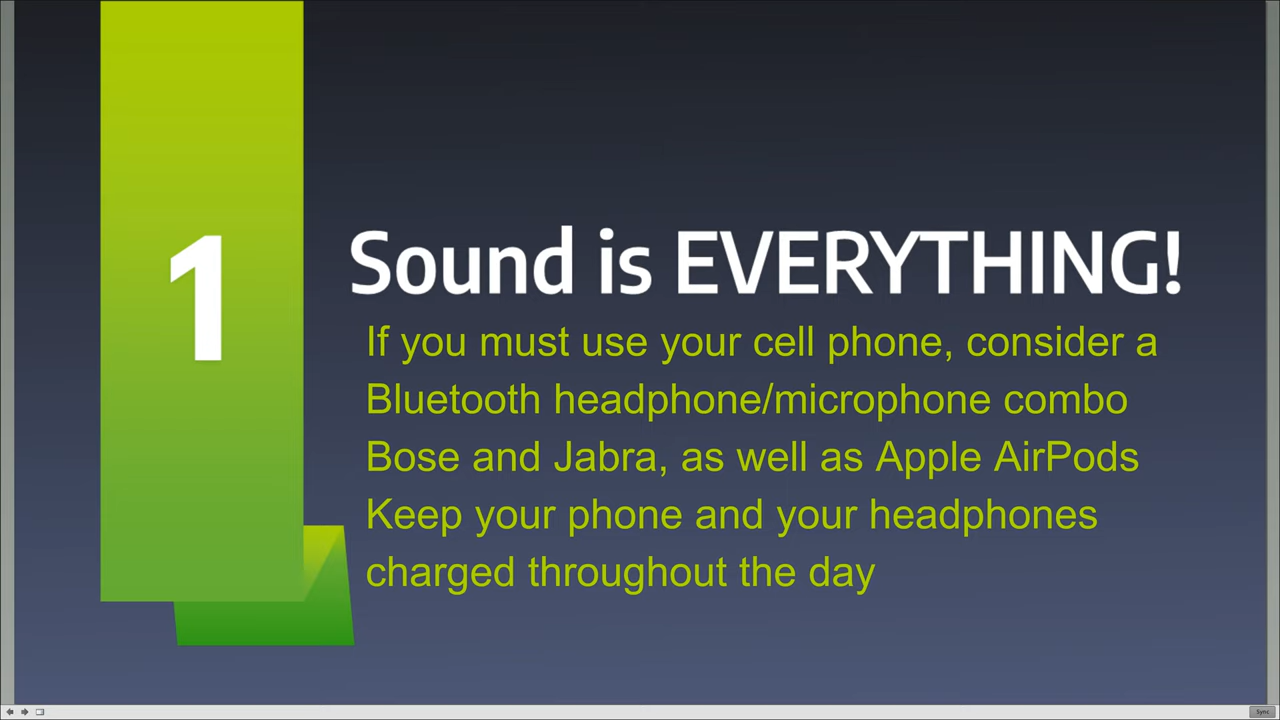 1
Sound is EVERYTHING!
If you must use your cell phone, consider a
Bluetooth headphone/microphone combo
Bose and Jabra, as well as Apple AirPods
Keep your phone and your headphones
charged throughout the day
Sync